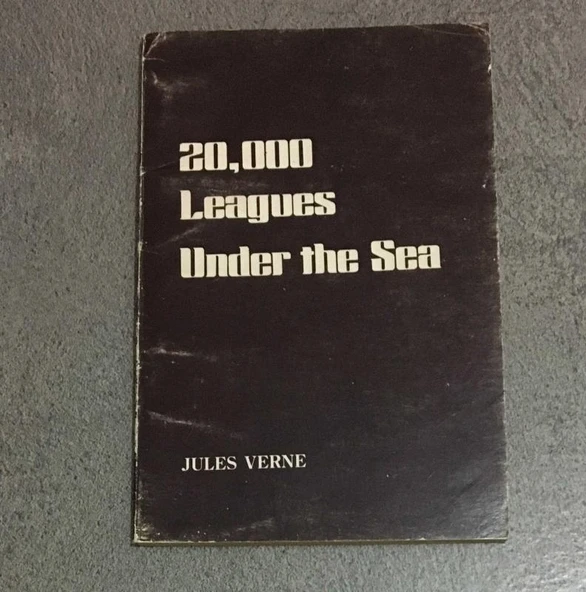 20,000
Leagues
Under the Sea
JULES VERNE